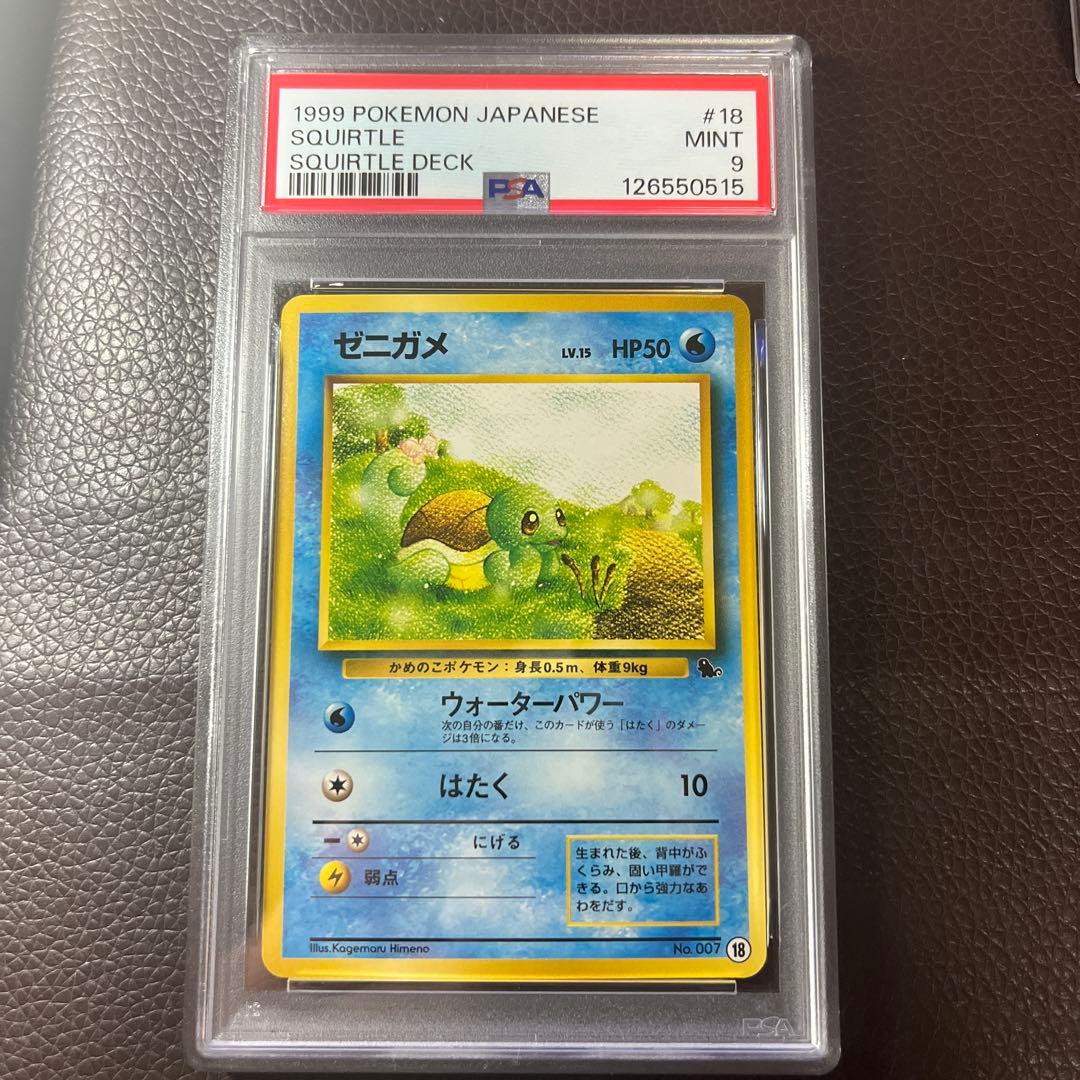 1999 POKEMON JAPANESE #18
SQUIRTLE MINT
SQUIRTLE DECK 9
PSA 126550515
ゼニガメ LV.15 HP50
かめのこポケモン：身長0.5m、体重9kg
ウォーターパワー
次の自分の番だけ、このカードが使う「はたく」のダメー
ジは3倍になる。
はたく 10
にげる
弱点
生まれた後、背中がふ
くらみ、固い甲羅がで
きる。口から強力なあ
わをだす。
Illus.Kagemaru Himeno No.007 18
PSA